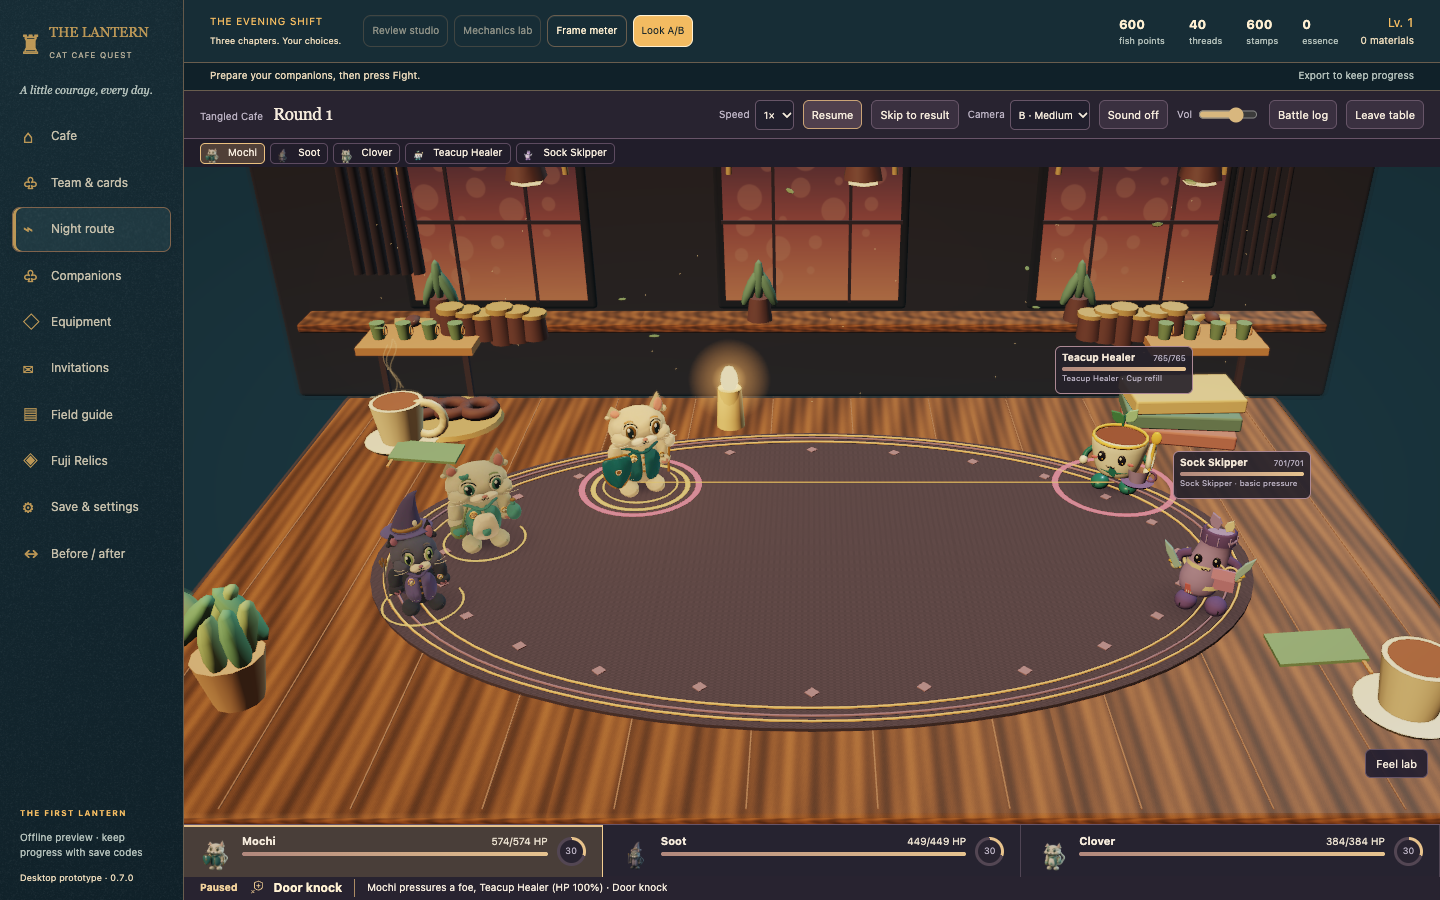 THE LANTERN
CAT CAFE QUEST
A little courage, every day.
Cafe
Team & cards
Night route
Companions
Equipment
Invitations
Field guide
Fuji Relics
Save & settings
Before / after
THE FIRST LANTERN
Offline preview · keep
progress with save codes
Desktop prototype · 0.7.0
THE EVENING SHIFT
Three chapters. Your choices.
Review studio
Mechanics lab
Frame meter
Look A/B
600
fish points
40
threads
600
stamps
0
essence
Lv. 1
0 materials
Prepare your companions, then press Fight.
Export to keep progress
Tangled Cafe
Round 1
Speed
1x
Resume
Skip to result
Camera
B · Medium
Sound off
Vol
Battle log
Leave table
Mochi
Soot
Clover
Teacup Healer
Sock Skipper
Teacup Healer 765/765
Teacup Healer · Cup refill
Sock Skipper 701/701
Sock Skipper · basic pressure
Feel lab
Mochi 574/574 HP 30
Soot 449/449 HP 30
Clover 384/384 HP 30
Paused
Door knock
Mochi pressures a foe, Teacup Healer (HP 100%) · Door knock